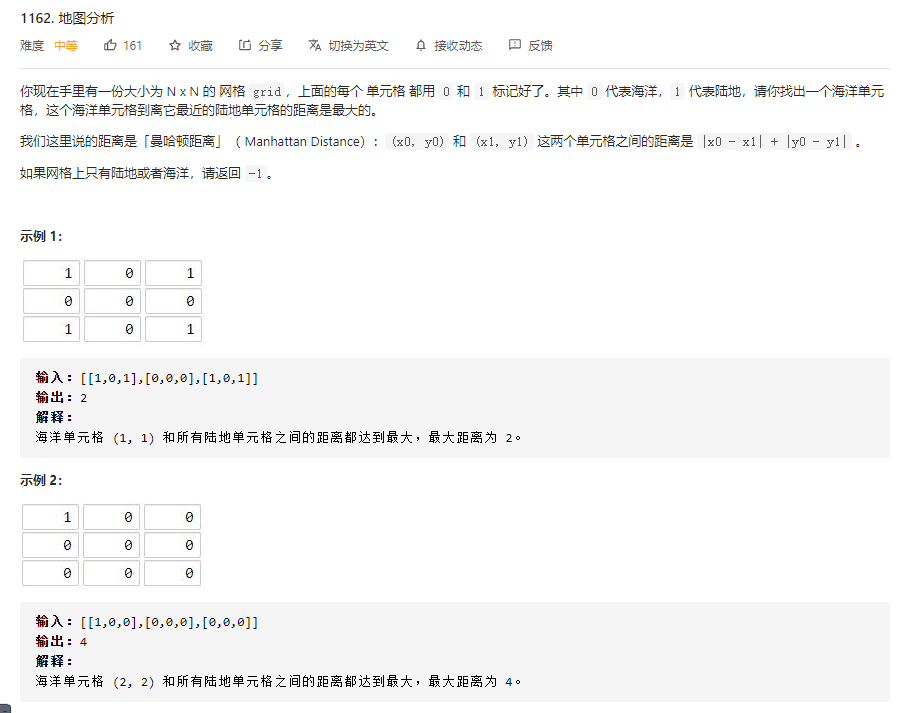 1162. 地图分析
难度 中等 161 收藏 分享 切换为英文 接收动态 反馈
你现在手里有一份大小为 N x N 的 网格 grid，上面的每个 单元格 都用 0 和 1 标记好了。其中 0 代表海洋，1 代表陆地，请你找出一个海洋单元
格，这个海洋单元格到离它最近的陆地单元格的距离是最大的。
我们这里说的距离是「曼哈顿距离」（ Manhattan Distance）：(x0, y0) 和 (x1, y1) 这两个单元格之间的距离是 |x0 - x1| + |y0 - y1| 。
如果网格上只有陆地或者海洋，请返回 -1。
示例 1：
1 0 1
0 0 0
1 0 1
输入：[[1,0,1],[0,0,0],[1,0,1]]
输出：2
解释：
海洋单元格 (1, 1) 和所有陆地单元格之间的距离都达到最大，最大距离为 2。
示例 2：
1 0 0
0 0 0
0 0 0
输入：[[1,0,0],[0,0,0],[0,0,0]]
输出：4
解释：
海洋单元格 (2, 2) 和所有陆地单元格之间的距离都达到最大，最大距离为 4。